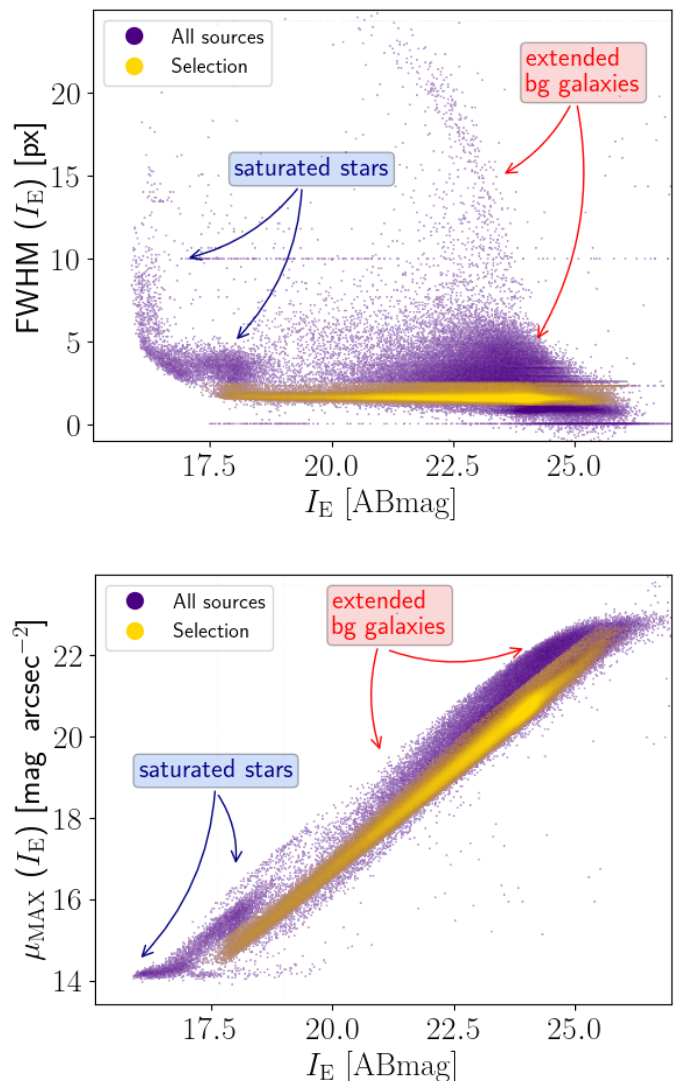 All sources
Selection
extended
bg galaxies
saturated stars
FWHM (I_E) [px]
20
15
10
5
0
17.5 20.0 22.5 25.0
I_E [ABmag]
All sources
Selection
extended
bg galaxies
saturated stars
μ_MAX (I_E) [mag arcsec⁻²]
22
20
18
16
14
17.5 20.0 22.5 25.0
I_E [ABmag]